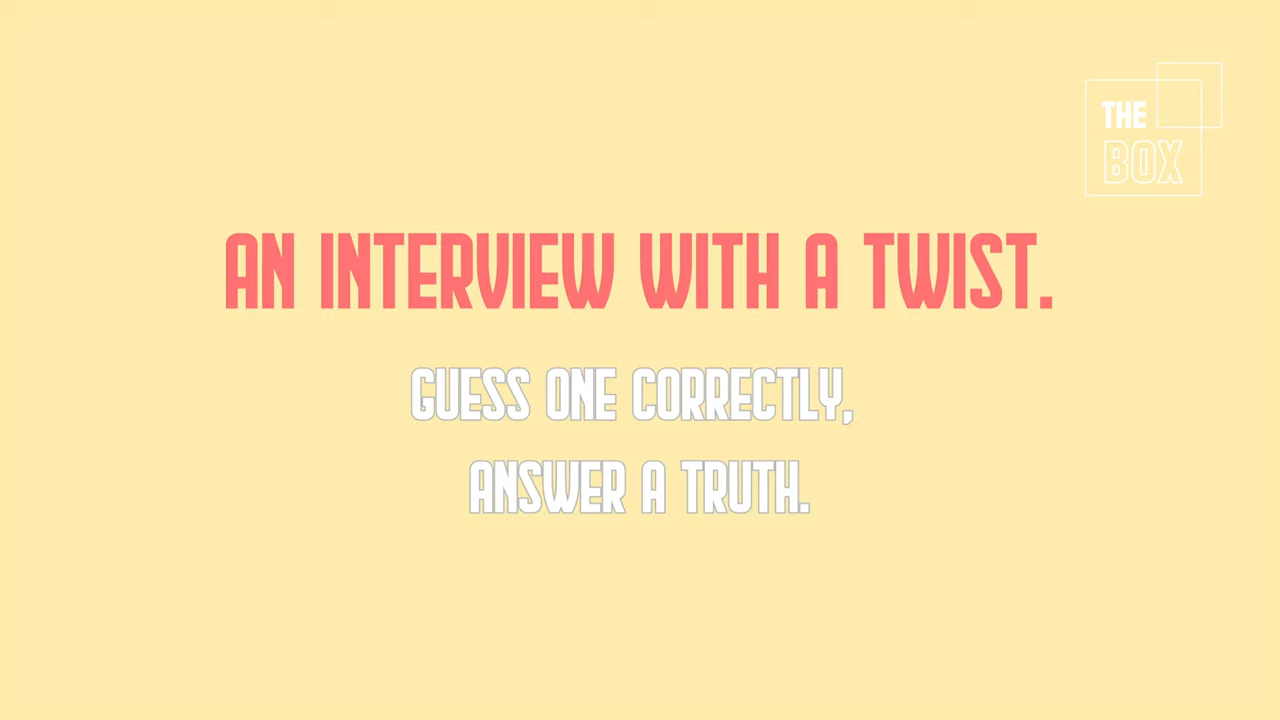 THE
BOX
AN INTERVIEW WITH A TWIST.
GUESS ONE CORRECTLY,
ANSWER A TRUTH.